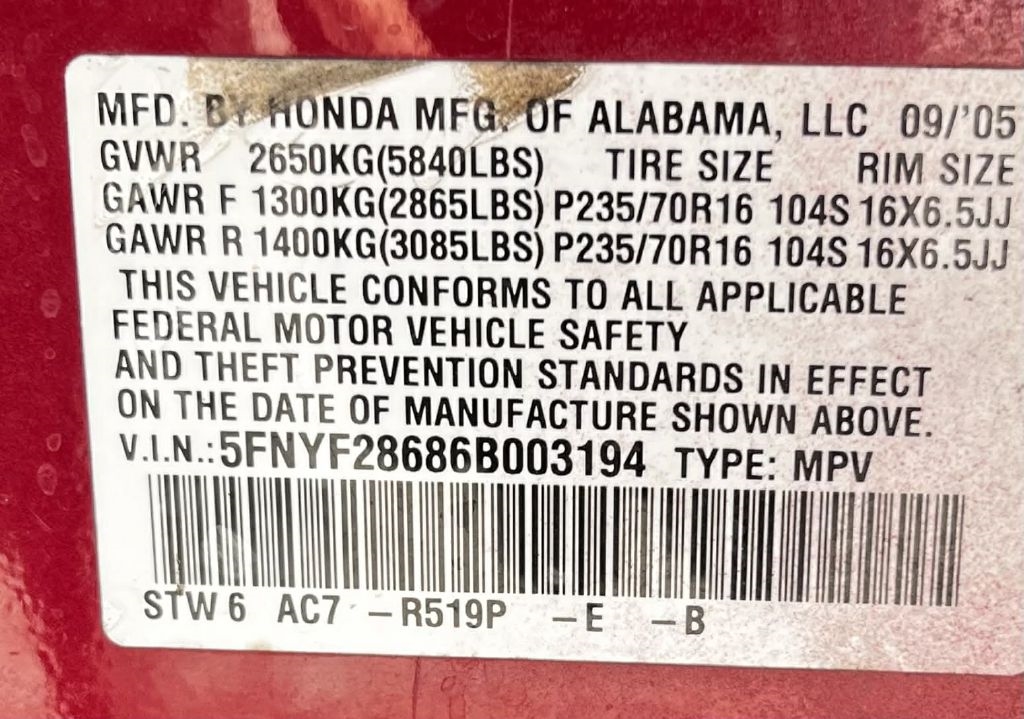 MFD. BY HONDA MFG. OF ALABAMA, LLC 09/'05
GVWR 2650KG(5840LBS) TIRE SIZE RIM SIZE
GAWR F 1300KG(2865LBS) P235/70R16 104S 16X6.5JJ
GAWR R 1400KG(3085LBS) P235/70R16 104S 16X6.5JJ
THIS VEHICLE CONFORMS TO ALL APPLICABLE
FEDERAL MOTOR VEHICLE SAFETY
AND THEFT PREVENTION STANDARDS IN EFFECT
ON THE DATE OF MANUFACTURE SHOWN ABOVE.
V.I.N.:5FNYF28686B003194 TYPE: MPV
STW 6 AC7 –R519P –E –B